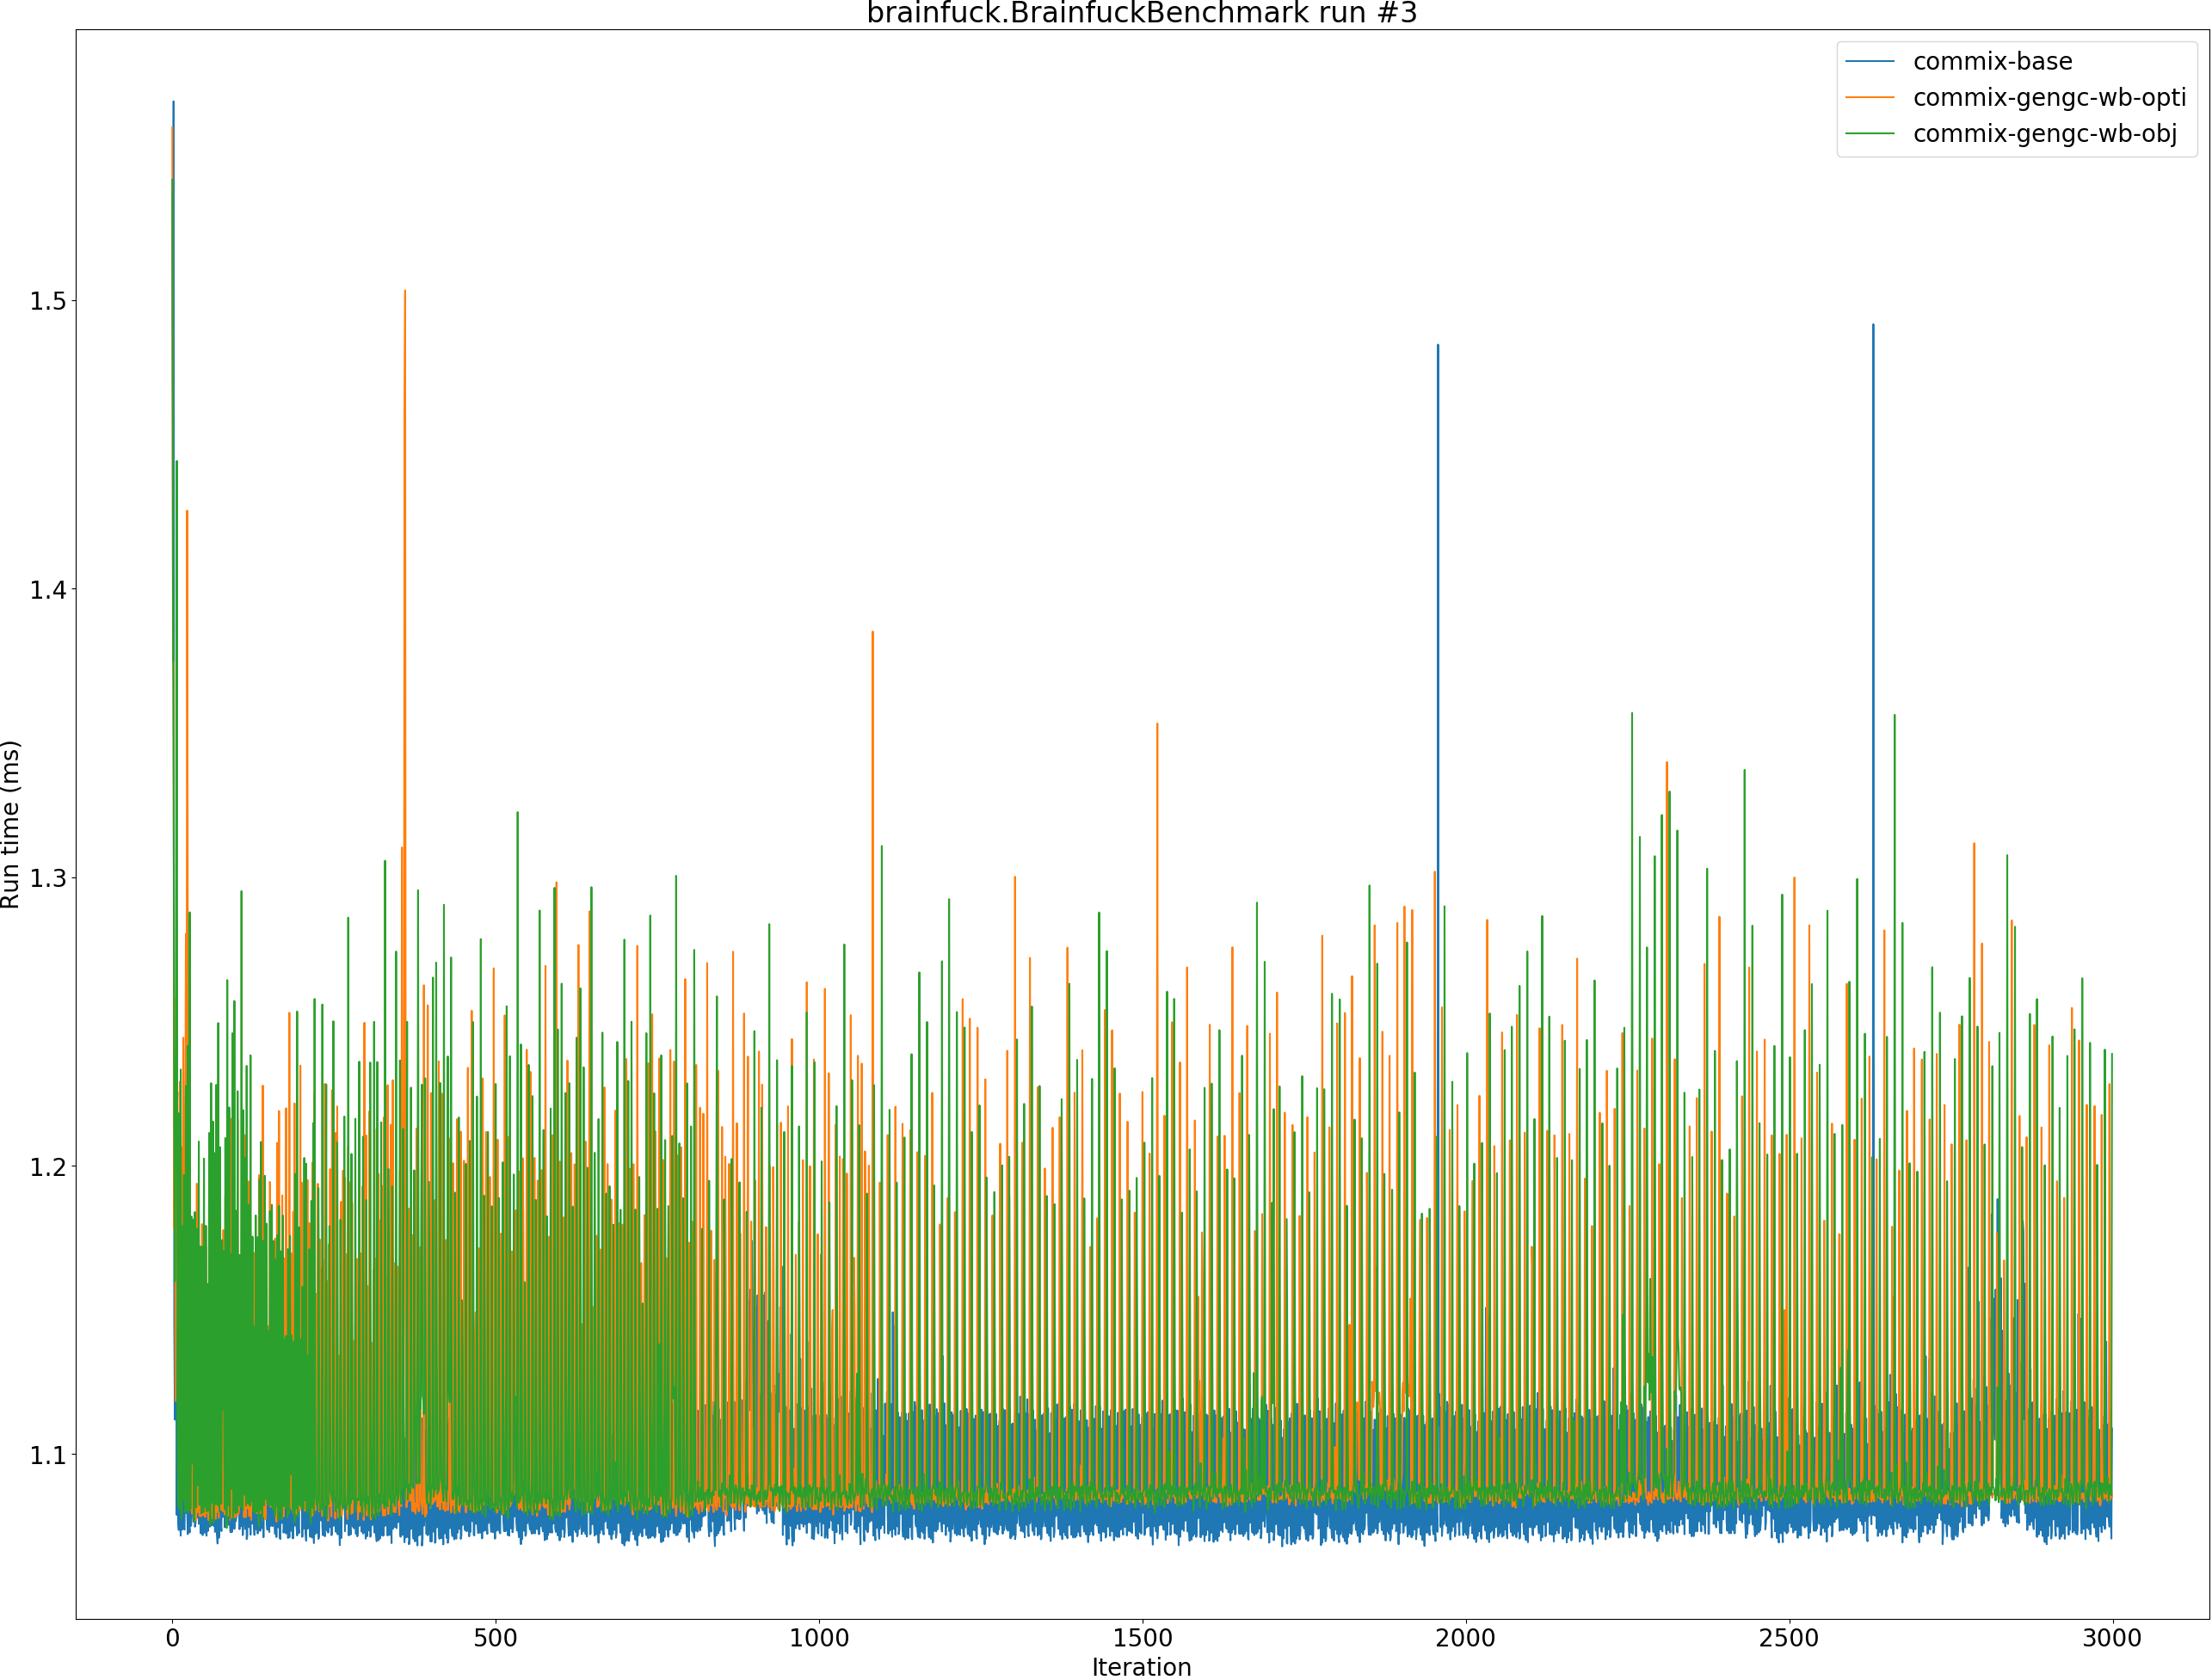 brainfuck.BrainfuckBenchmark run #3
commix-base
commix-gengc-wb-opti
commix-gengc-wb-obj
Run time (ms)
1.5
1.4
1.3
1.2
1.1
0 500 1000 1500 2000 2500 3000
Iteration